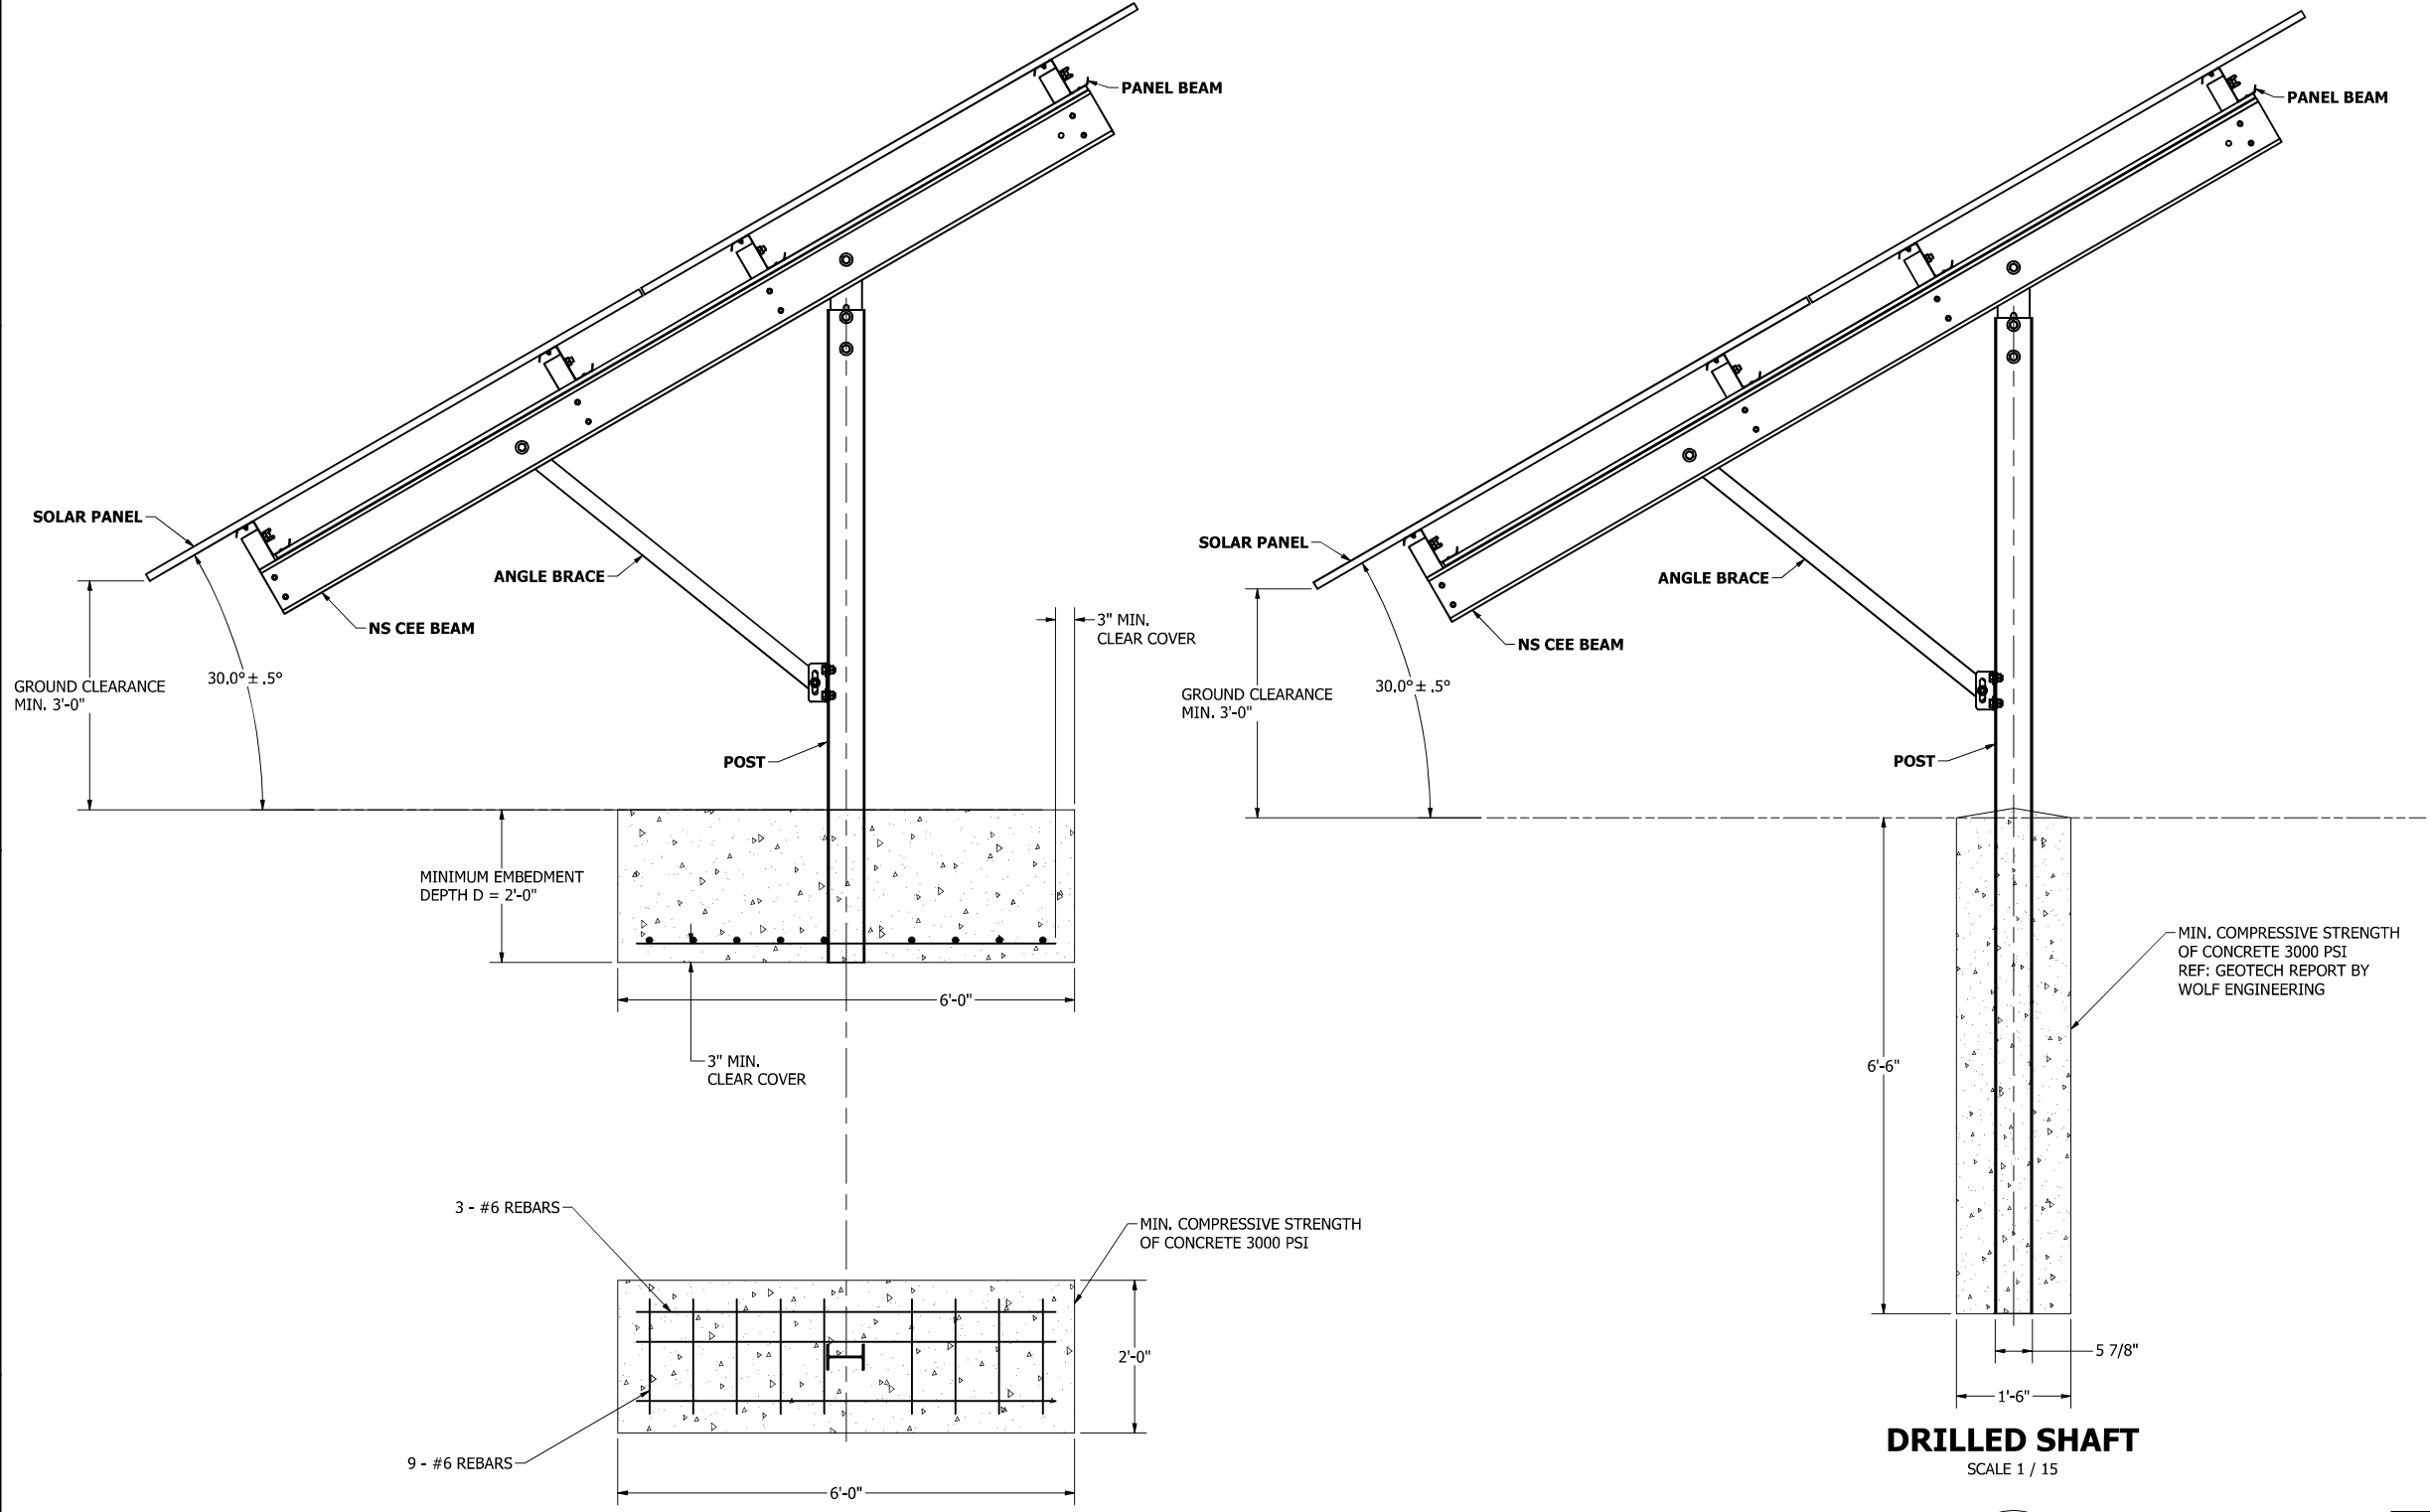 PANEL BEAM
SOLAR PANEL
ANGLE BRACE
NS CEE BEAM
3" MIN.
CLEAR COVER
GROUND CLEARANCE
MIN. 3'-0"
30.0° ± .5°
POST
MINIMUM EMBEDMENT
DEPTH D = 2'-0"
6'-0"
3" MIN.
CLEAR COVER
3 - #6 REBARS
MIN. COMPRESSIVE STRENGTH
OF CONCRETE 3000 PSI
2'-0"
9 - #6 REBARS
6'-0"
PANEL BEAM
SOLAR PANEL
ANGLE BRACE
NS CEE BEAM
GROUND CLEARANCE
MIN. 3'-0"
30.0° ± .5°
POST
MIN. COMPRESSIVE STRENGTH
OF CONCRETE 3000 PSI
REF: GEOTECH REPORT BY
WOLF ENGINEERING
6'-6"
5 7/8"
1'-6"
DRILLED SHAFT
SCALE 1 / 15